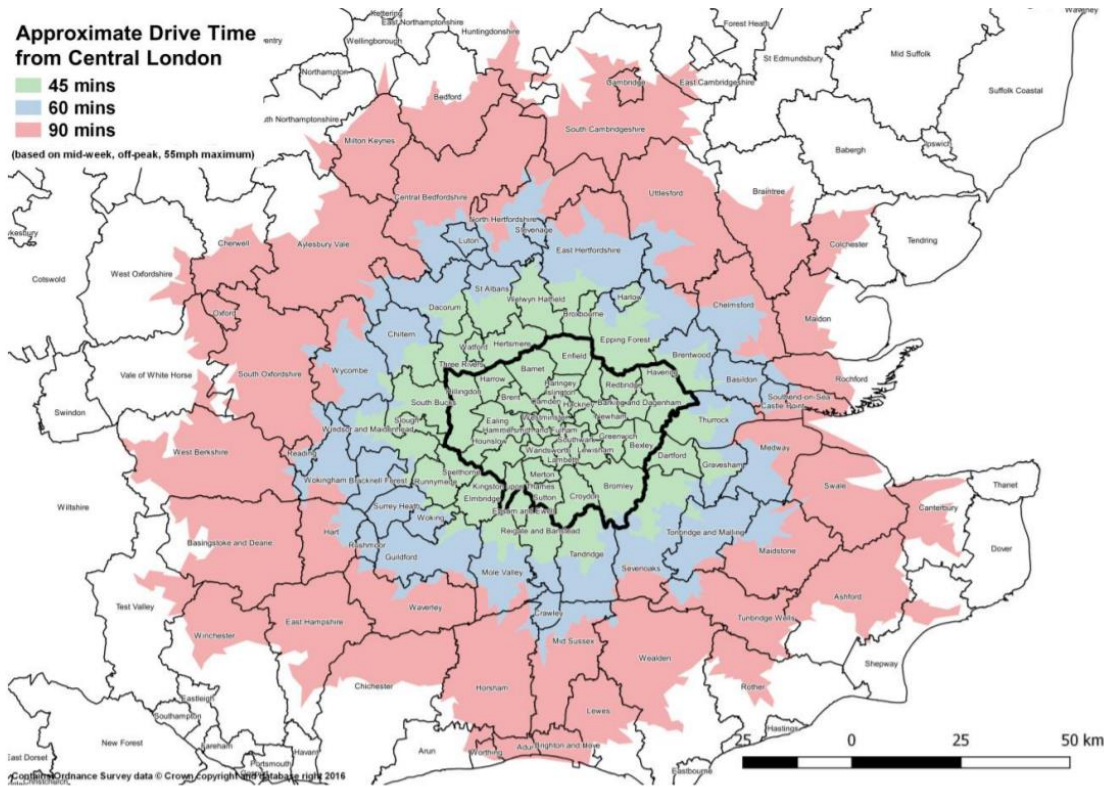 Approximate Drive Time
from Central London
45 mins
60 mins
90 mins
(based on mid-week, off-peak, 55mph maximum)
Kettering
East Northamptonshire
Huntingdonshire
Forest Heath
Waveney
Wellingborough
St Edmundsbury
Mid Suffolk
Northampton
Cambridge
East Cambridgeshire
Suffolk Coastal
Bedford
South Cambridgeshire
Milton Keynes
Babergh
Ipswich
Uttlesford
Braintree
Central Bedfordshire
North Hertfordshire
Stevenage
Luton
East Hertfordshire
Colchester
Tendring
Cherwell
Aylesbury Vale
Cotswold
West Oxfordshire
St Albans
Welwyn Hatfield
Harlow
Dacorum
Broxbourne
Chelmsford
Maldon
Oxford
Chiltern
Watford
Hertsmere
Epping Forest
Enfield
Brentwood
Three Rivers
Barnet
Vale of White Horse
South Oxfordshire
Wycombe
Harrow
Haringey
Redbridge
Havering
Basildon
Rochford
Hillingdon
Islington
Southend-on-Sea
Castle Point
South Bucks
Brent
Camden
Hackney
Barking and Dagenham
Swindon
Slough
Ealing
Westminster
Newham
Thurrock
Windsor and Maidenhead
Hammersmith and Fulham
Hounslow
Southwark
Greenwich
Wandsworth
Lewisham
Bexley
Medway
West Berkshire
Reading
Lambeth
Dartford
Gravesham
Spelthorne
Merton
Wokingham
Bracknell Forest
Runnymede
Kingston upon Thames
Bromley
Swale
Thanet
Elmbridge
Sutton
Croydon
Canterbury
Wiltshire
Surrey Heath
Woking
Epsom and Ewell
Reigate and Banstead
Tonbridge and Malling
Basingstoke and Deane
Hart
Rushmoor
Guildford
Tandridge
Sevenoaks
Maidstone
Dover
Mole Valley
Test Valley
Waverley
Crawley
Ashford
East Hampshire
Tunbridge Wells
Winchester
Mid Sussex
Wealden
Shepway
Chichester
Horsham
Rother
Eastleigh
Lewes
Southampton
Hastings
New Forest
Fareham
Havant
Arun
Worthing
Adur
Brighton and Hove
East Dorset
Portsmouth
Eastbourne
25 0 25 50 km
Contains Ordnance Survey data © Crown copyright and database right 2016